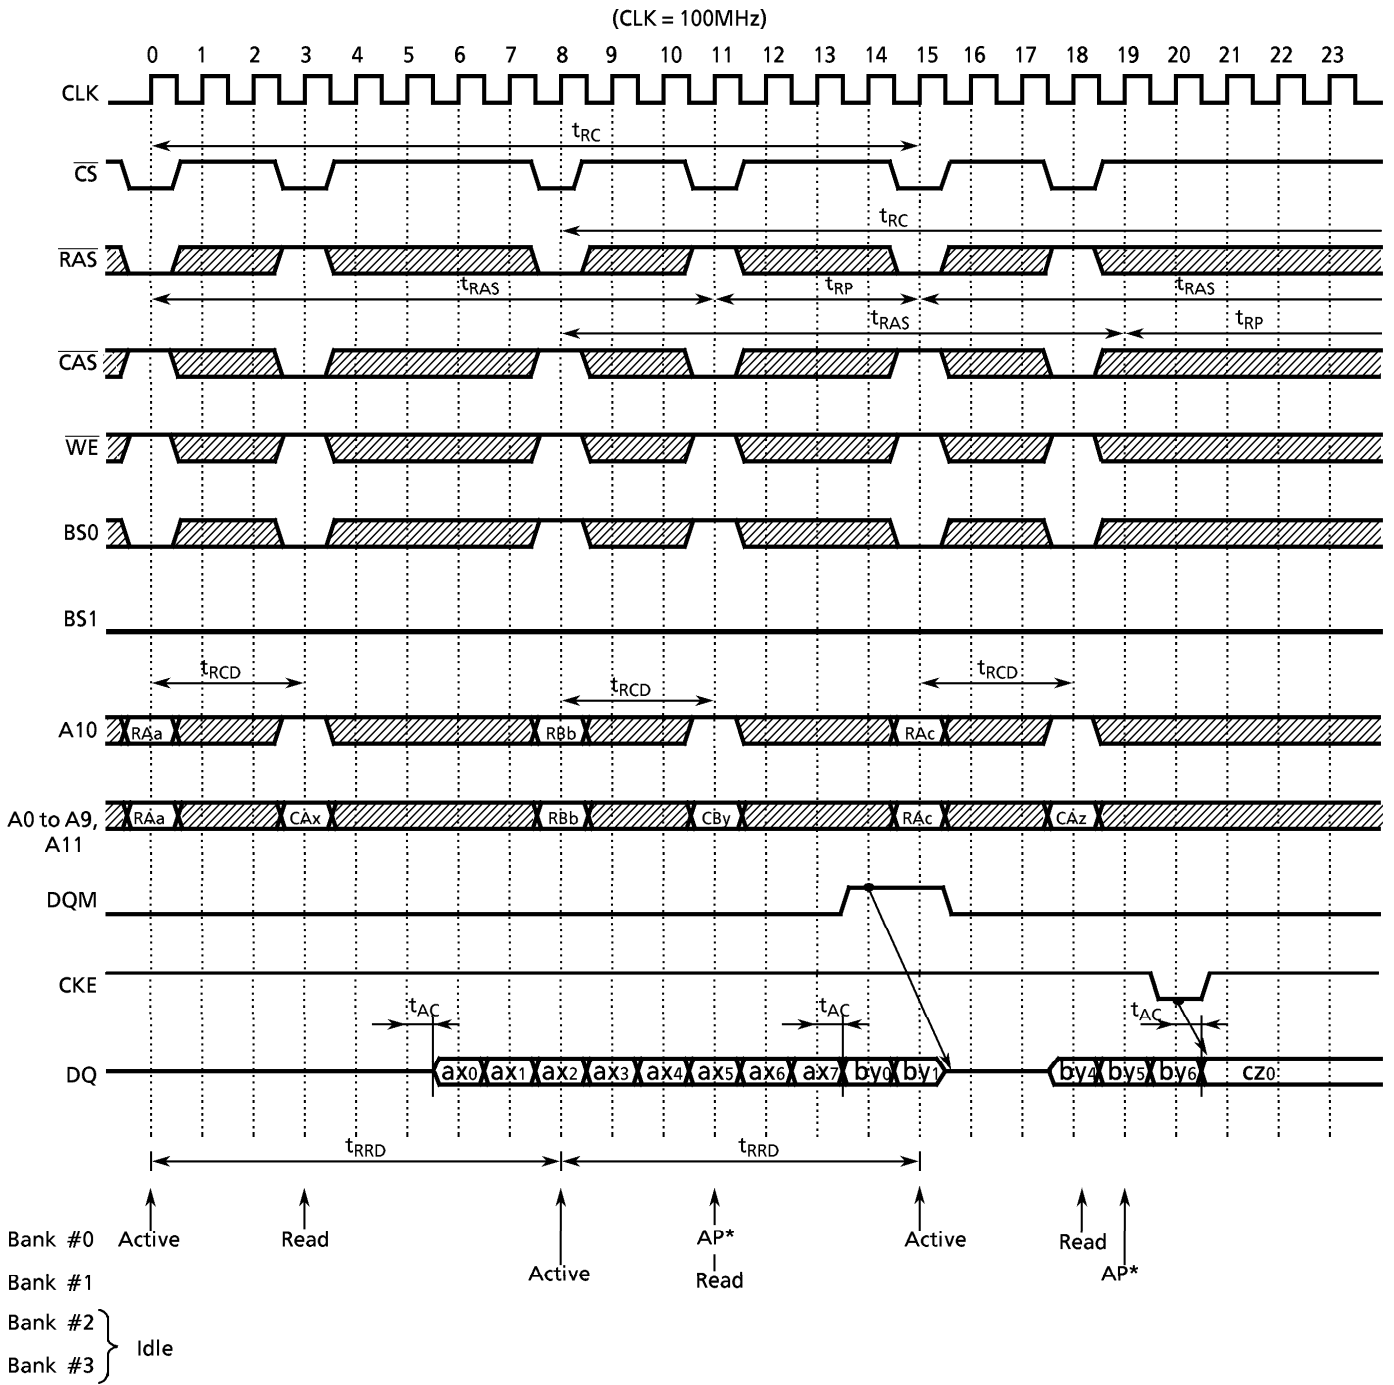 (CLK = 100MHz)
0 1 2 3 4 5 6 7 8 9 10 11 12 13 14 15 16 17 18 19 20 21 22 23
CLK
tRC
CS
tRC
RAS
tRAS tRP tRAS
tRAS tRP
CAS
WE
BS0
BS1
tRCD tRCD tRCD
A10 RAa RBb RAc
A0 to A9, RAa CAx RBb CBy RAc CAz
A11
DQM
CKE
tAC tAC tAC
DQ ax0 ax1 ax2 ax3 ax4 ax5 ax6 ax7 by0 by1 by4 by5 by6 cz0
tRRD tRRD
Bank #0 Active Read AP* Active Read
Bank #1 Active Read AP*
Bank #2
Idle
Bank #3